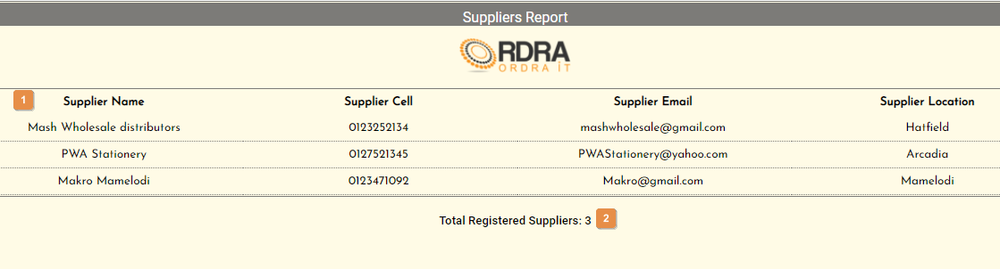 Suppliers Report
ORDRA
ORDRA IT
1 Supplier Name Supplier Cell Supplier Email Supplier Location
Mash Wholesale distributors 0123252134 mashwholesale@gmail.com Hatfield
PWA Stationery 0127521345 PWAStationery@yahoo.com Arcadia
Makro Mamelodi 0123471092 Makro@gmail.com Mamelodi
Total Registered Suppliers: 3 2